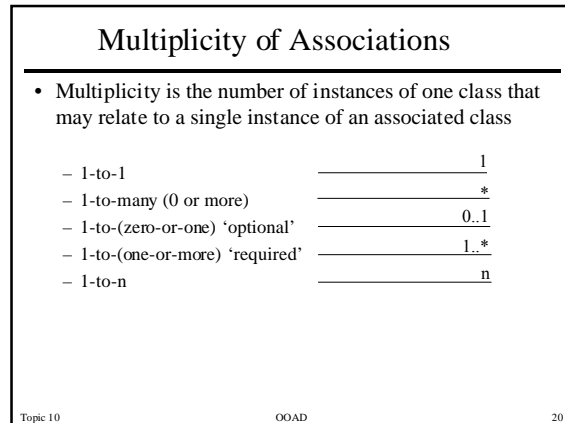 Multiplicity of Associations
• Multiplicity is the number of instances of one class that
may relate to a single instance of an associated class
– 1-to-1 1
– 1-to-many (0 or more) *
– 1-to-(zero-or-one) ‘optional’ 0..1
– 1-to-(one-or-more) ‘required’ 1..*
– 1-to-n n
Topic 10 OOAD 20